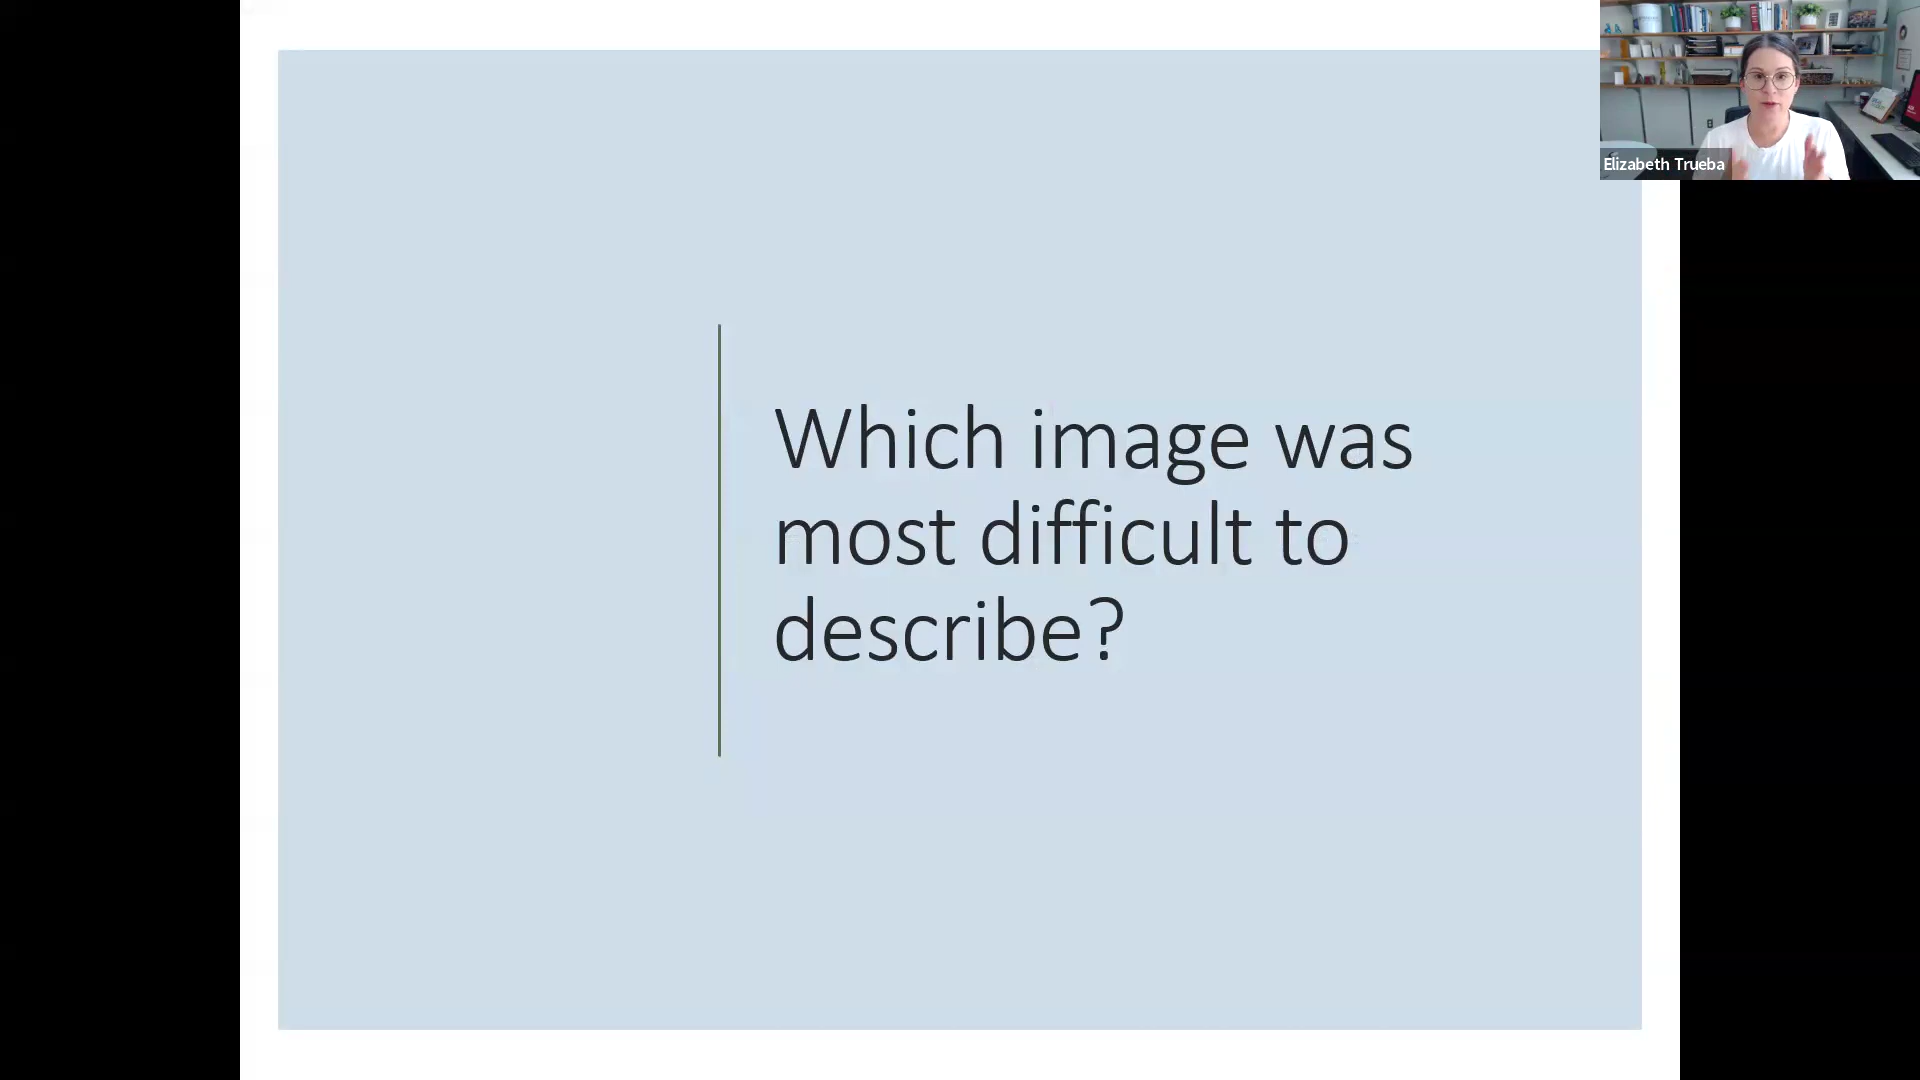 Elizabeth Trueba
Which image was
most difficult to
describe?